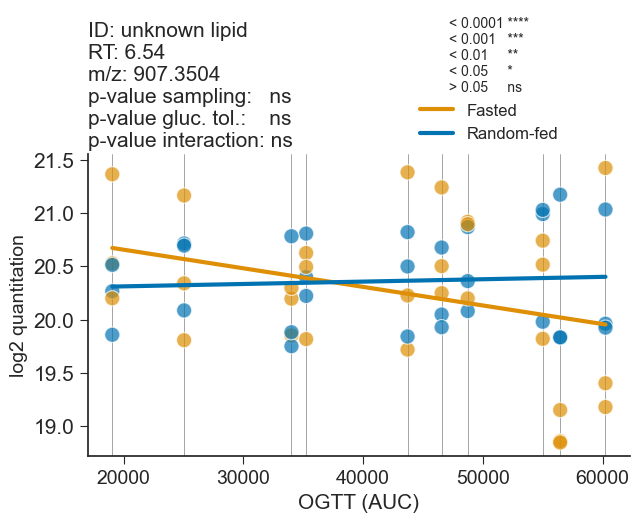 ID: unknown lipid
RT: 6.54
m/z: 907.3504
p-value sampling: ns
p-value gluc. tol.: ns
p-value interaction: ns
< 0.0001 ****
< 0.001 ***
< 0.01 **
< 0.05 *
> 0.05 ns
Fasted
Random-fed
21.5
21.0
20.5
20.0
19.5
19.0
log2 quantitation
20000 30000 40000 50000 60000
OGTT (AUC)